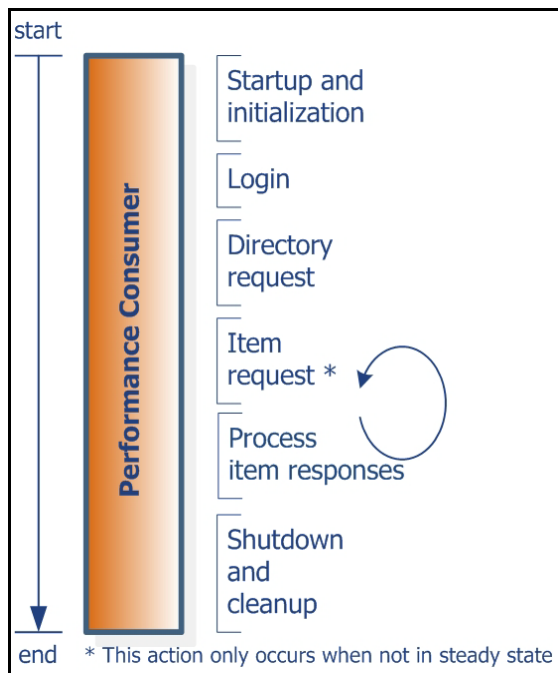 start
Startup and
initialization
Login
Directory
request
Performance Consumer
Item
request *
Process
item responses
Shutdown
and
cleanup
end
* This action only occurs when not in steady state